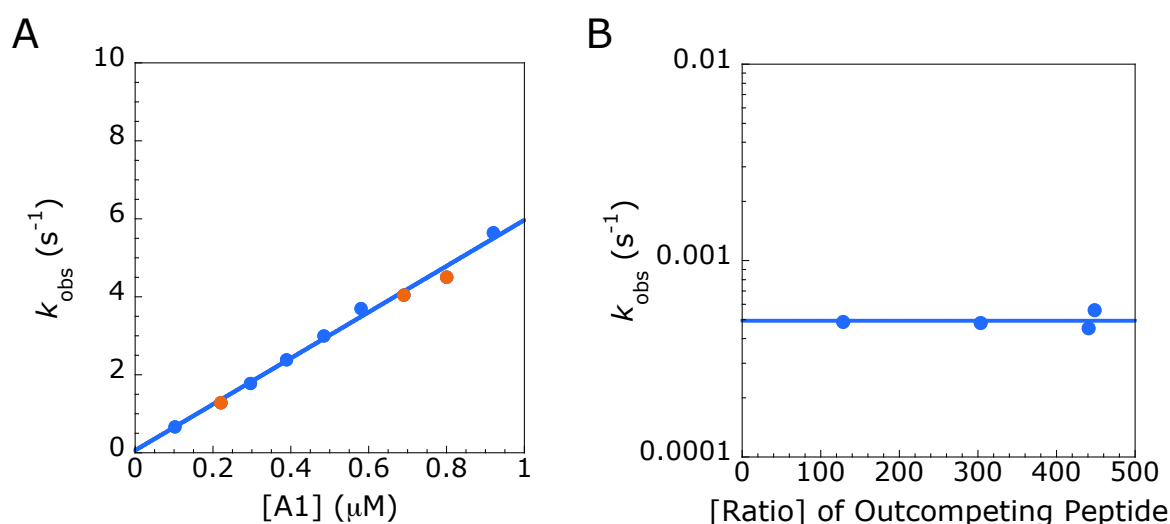 A
10
8
6
4
2
0
k_obs (s⁻¹)
0 0.2 0.4 0.6 0.8 1
[A1] (μM)
B
0.01
0.001
0.0001
k_obs (s⁻¹)
0 100 200 300 400 500
[Ratio] of Outcompeting Peptide